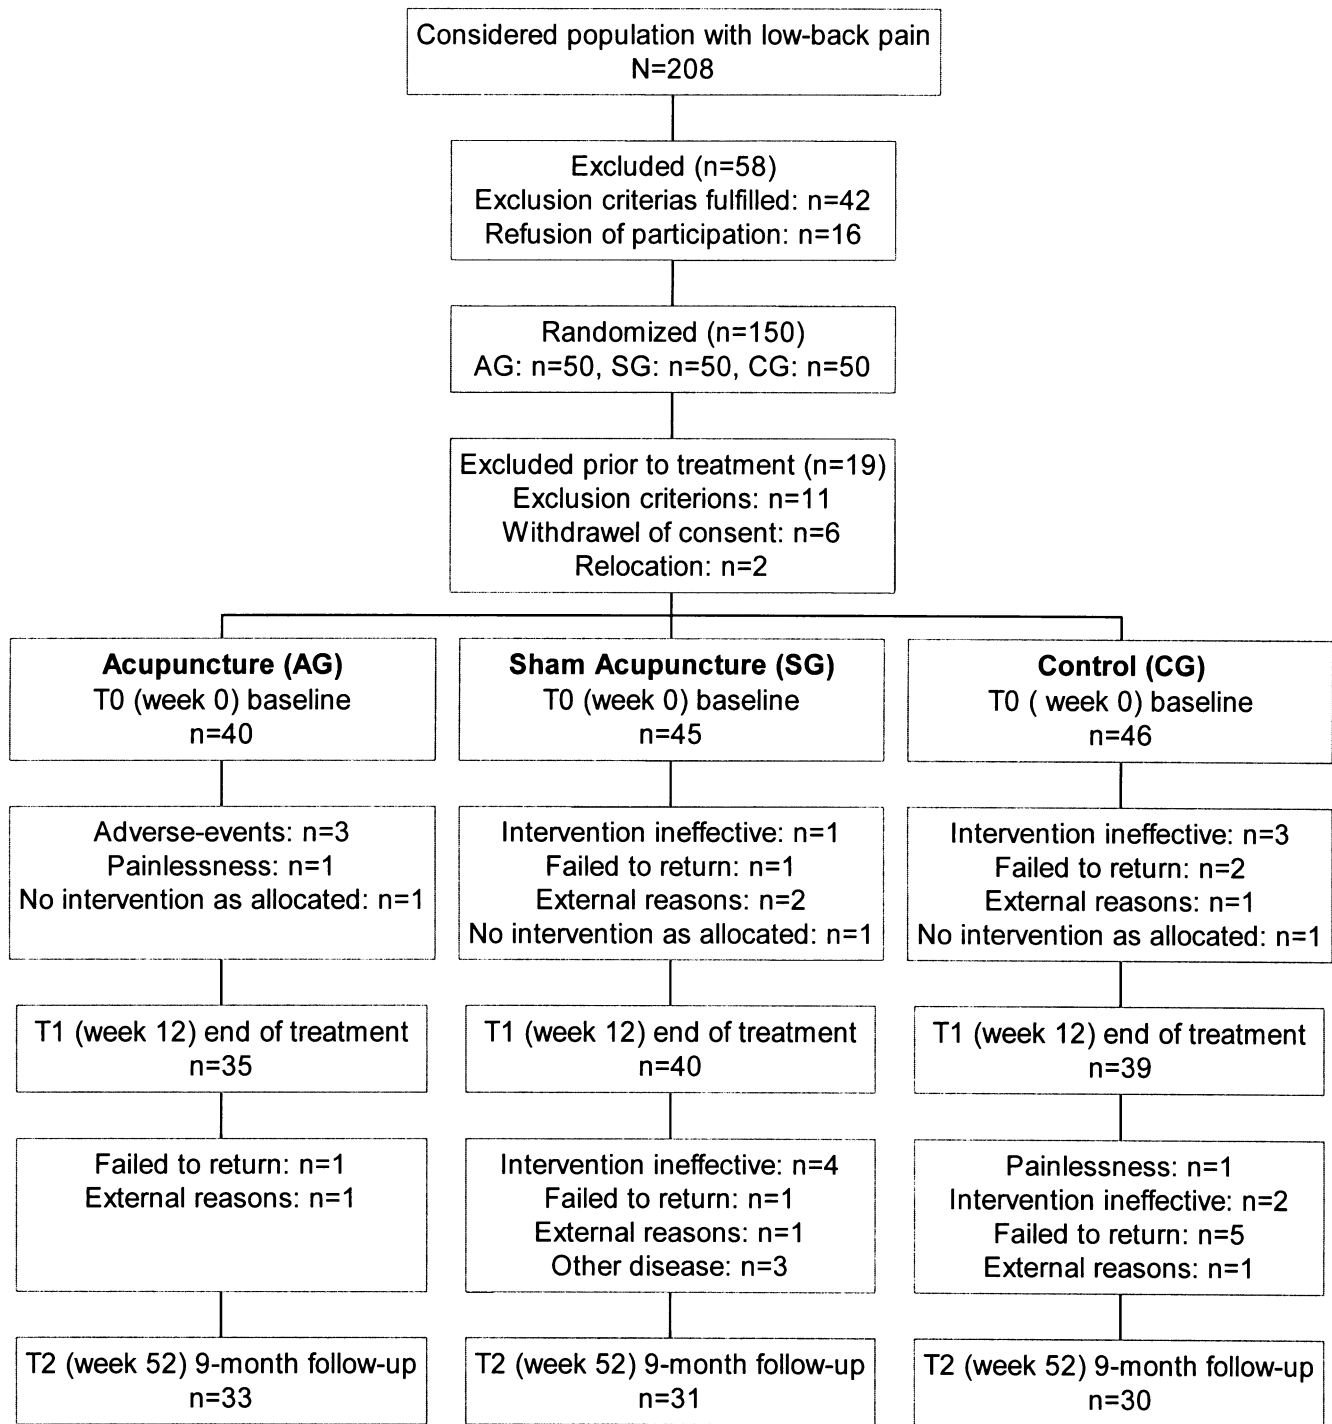 Considered population with low-back pain
N=208
Excluded (n=58)
Exclusion criterias fulfilled: n=42
Refusion of participation: n=16
Randomized (n=150)
AG: n=50, SG: n=50, CG: n=50
Excluded prior to treatment (n=19)
Exclusion criterions: n=11
Withdrawel of consent: n=6
Relocation: n=2
Acupuncture (AG)
T0 (week 0) baseline
n=40
Sham Acupuncture (SG)
T0 (week 0) baseline
n=45
Control (CG)
T0 ( week 0) baseline
n=46
Adverse-events: n=3
Painlessness: n=1
No intervention as allocated: n=1
Intervention ineffective: n=1
Failed to return: n=1
External reasons: n=2
No intervention as allocated: n=1
Intervention ineffective: n=3
Failed to return: n=2
External reasons: n=1
No intervention as allocated: n=1
T1 (week 12) end of treatment
n=35
T1 (week 12) end of treatment
n=40
T1 (week 12) end of treatment
n=39
Failed to return: n=1
External reasons: n=1
Intervention ineffective: n=4
Failed to return: n=1
External reasons: n=1
Other disease: n=3
Painlessness: n=1
Intervention ineffective: n=2
Failed to return: n=5
External reasons: n=1
T2 (week 52) 9-month follow-up
n=33
T2 (week 52) 9-month follow-up
n=31
T2 (week 52) 9-month follow-up
n=30